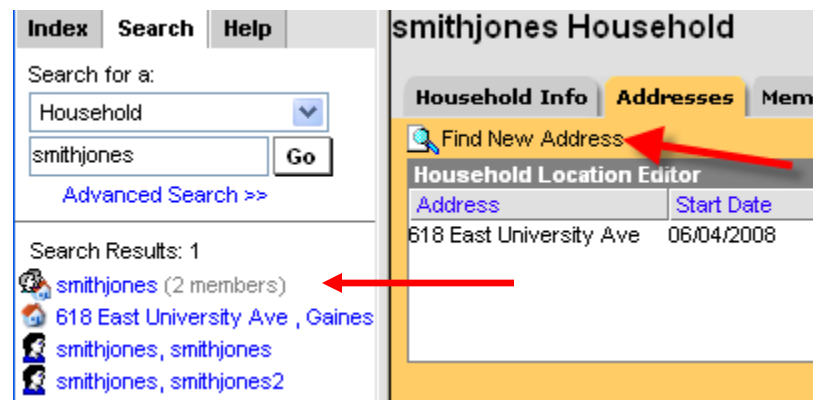 Index Search Help
Search for a:
Household
smithjones Go
Advanced Search >>
Search Results: 1
smithjones (2 members)
618 East University Ave , Gaines
smithjones, smithjones
smithjones, smithjones2
smithjones Household
Household Info Addresses Mem
Find New Address
Household Location Editor
Address Start Date
618 East University Ave 06/04/2008